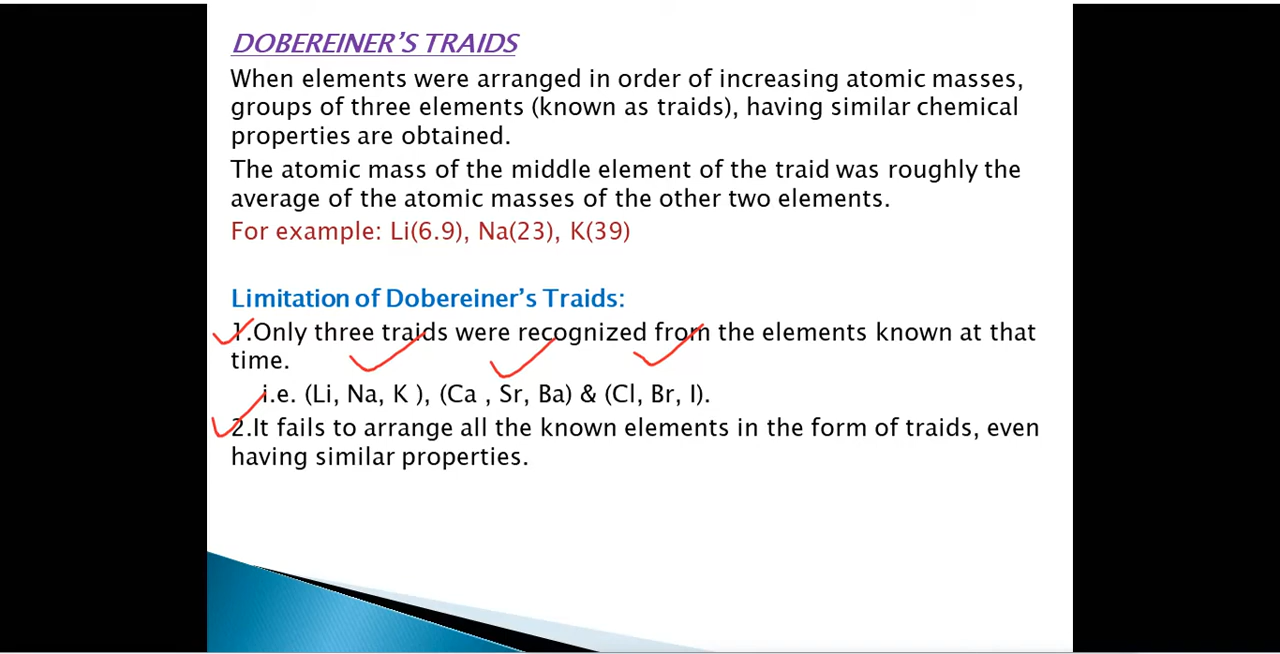 DOBEREINER'S TRAIDS
When elements were arranged in order of increasing atomic masses,
groups of three elements (known as traids), having similar chemical
properties are obtained.
The atomic mass of the middle element of the traid was roughly the
average of the atomic masses of the other two elements.
For example: Li(6.9), Na(23), K(39)
Limitation of Dobereiner's Traids:
1.Only three traids were recognized from the elements known at that
time.
i.e. (Li, Na, K ), (Ca , Sr, Ba) & (Cl, Br, I).
2.It fails to arrange all the known elements in the form of traids, even
having similar properties.